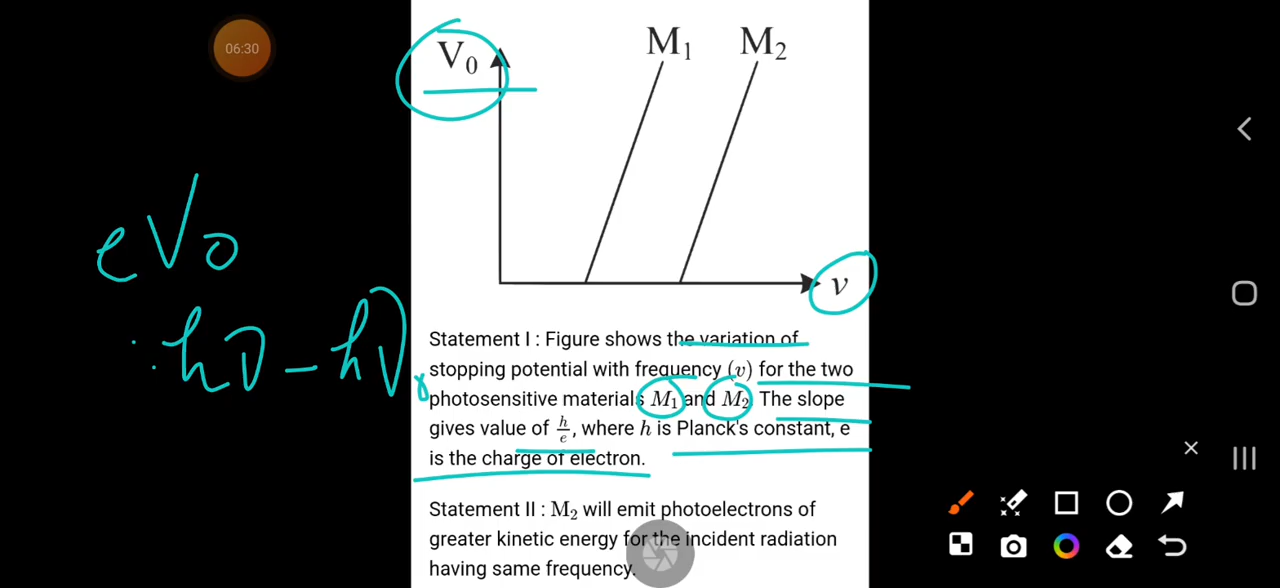 06:30
V₀
M₁ M₂
ν
eV₀
: hν – hν₀
Statement I : Figure shows the variation of
stopping potential with frequency (v) for the two
photosensitive materials M₁ and M₂. The slope
gives value of h/e, where h is Planck's constant, e
is the charge of electron.
Statement II : M₂ will emit photoelectrons of
greater kinetic energy for the incident radiation
having same frequency.